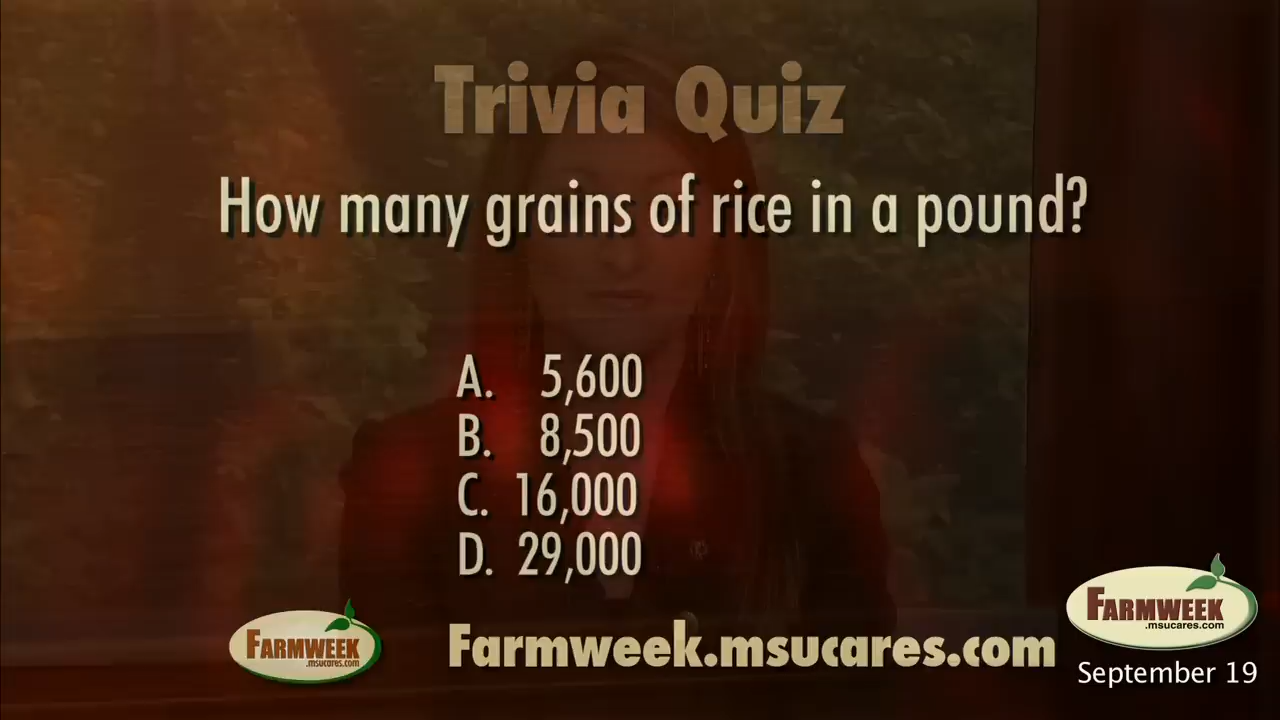 Trivia Quiz
How many grains of rice in a pound?
A. 5,600
B. 8,500
C. 16,000
D. 29,000
FARMWEEK
.msucares.com
Farmweek.msucares.com
FARMWEEK
.msucares.com
September 19